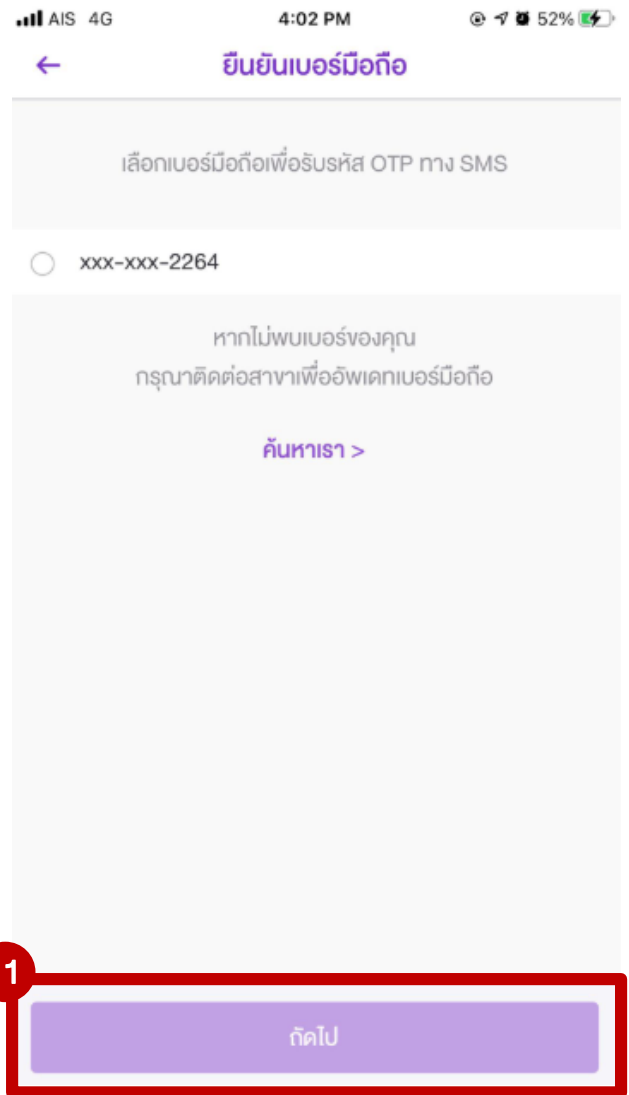 AIS 4G 4:02 PM 52%
ยืนยันเบอร์มือถือ
เลือกเบอร์มือถือเพื่อรับรหัส OTP ทาง SMS
xxx-xxx-2264
หากไม่พบเบอร์ของคุณ
กรุณาติดต่อสาขาเพื่ออัพเดทเบอร์มือถือ
ค้นหาเรา >
1
ถัดไป